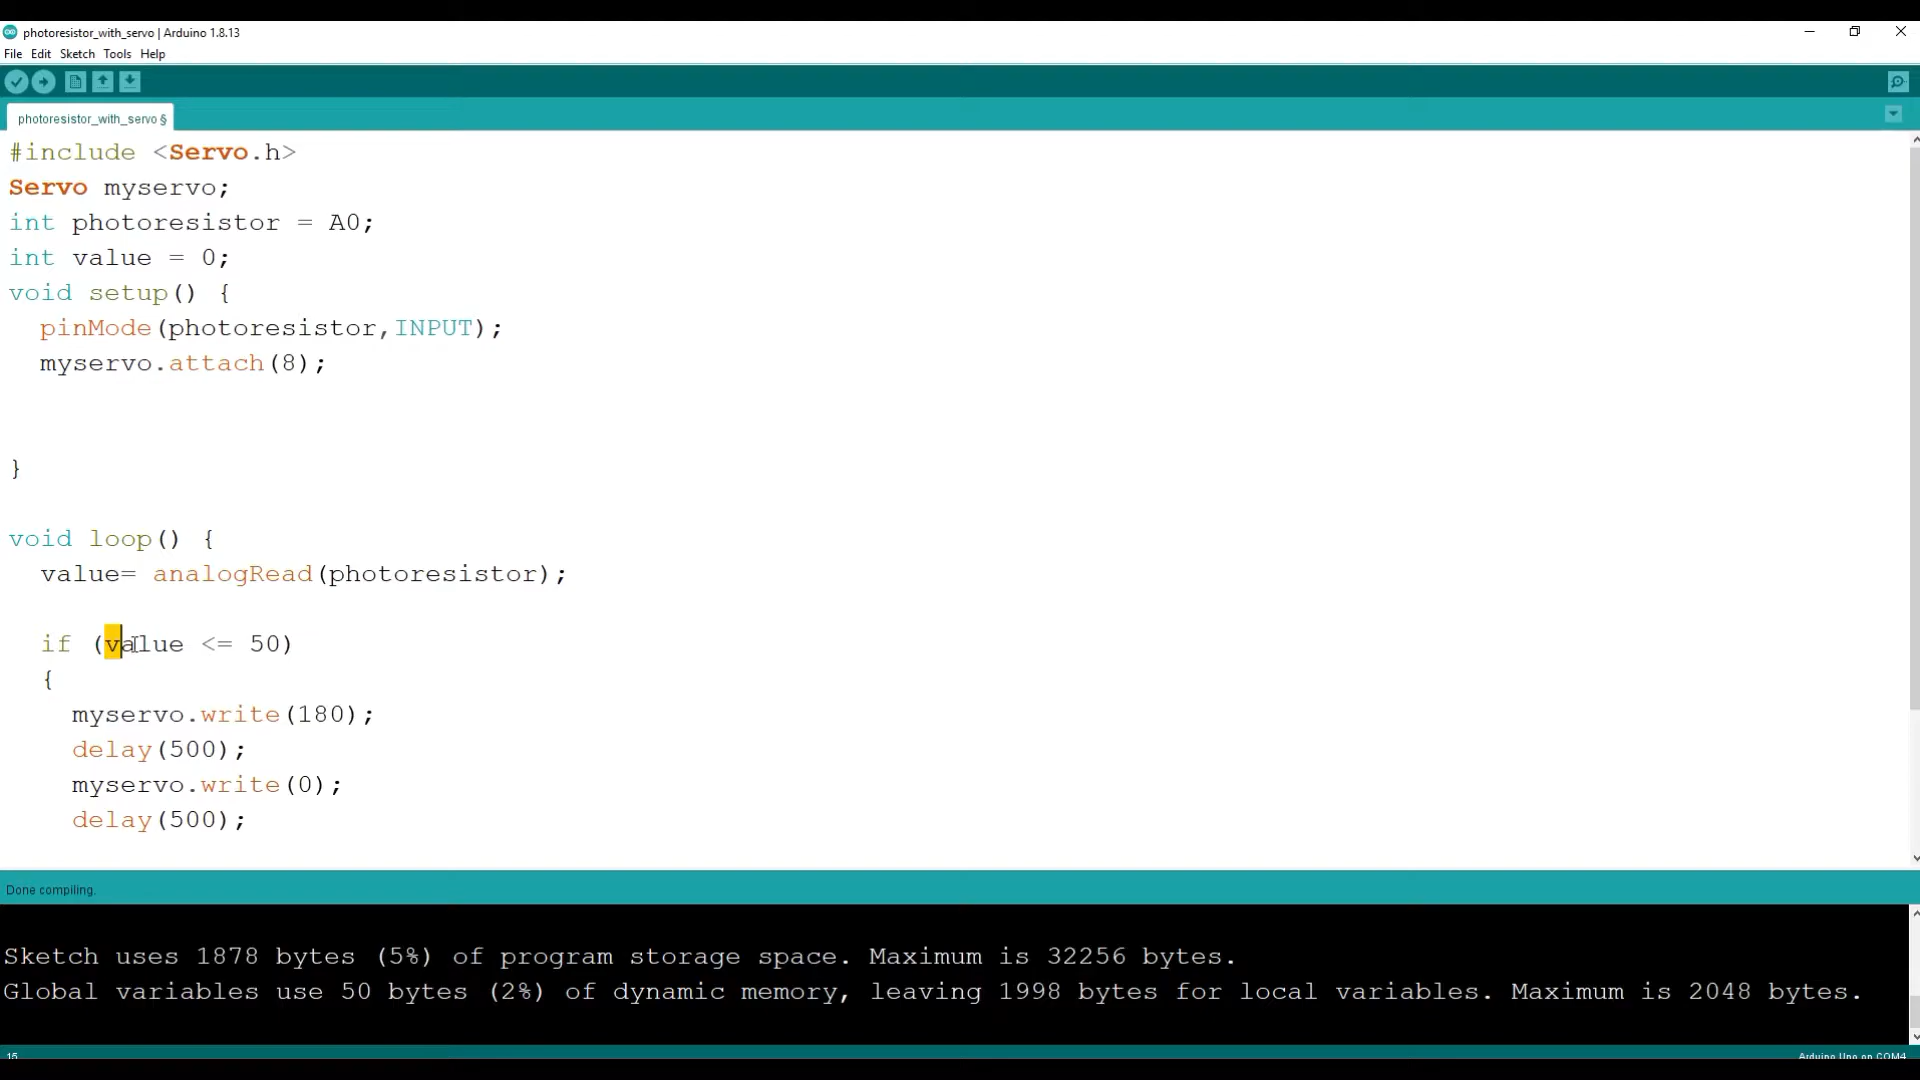 photoresistor_with_servo | Arduino 1.8.13
File Edit Sketch Tools Help
photoresistor_with_servo §
#include <Servo.h>
Servo myservo;
int photoresistor = A0;
int value = 0;
void setup() {
  pinMode(photoresistor,INPUT);
  myservo.attach(8);
}
void loop() {
  value= analogRead(photoresistor);
  if (value <= 50)
  {
    myservo.write(180);
    delay(500);
    myservo.write(0);
    delay(500);
Done compiling.
Sketch uses 1878 bytes (5%) of program storage space. Maximum is 32256 bytes.
Global variables use 50 bytes (2%) of dynamic memory, leaving 1998 bytes for local variables. Maximum is 2048 bytes.
15 Arduino Uno on COM4